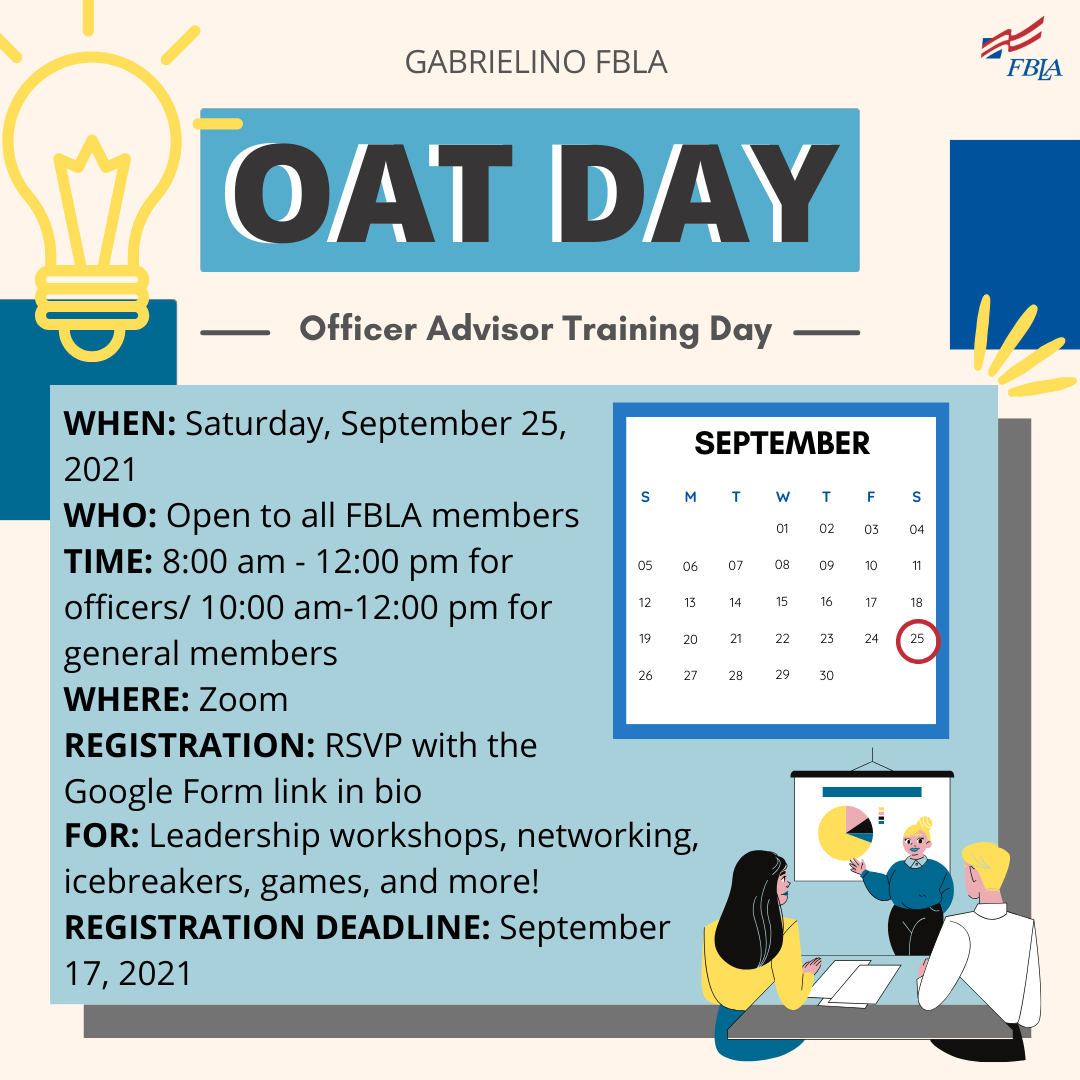 GABRIELINO FBLA
FBLA
OAT DAY
Officer Advisor Training Day
WHEN: Saturday, September 25,
2021
WHO: Open to all FBLA members
TIME: 8:00 am - 12:00 pm for
officers/ 10:00 am-12:00 pm for
general members
WHERE: Zoom
REGISTRATION: RSVP with the
Google Form link in bio
FOR: Leadership workshops, networking,
icebreakers, games, and more!
REGISTRATION DEADLINE: September
17, 2021
SEPTEMBER
S M T W T F S
01 02 03 04
05 06 07 08 09 10 11
12 13 14 15 16 17 18
19 20 21 22 23 24 25
26 27 28 29 30